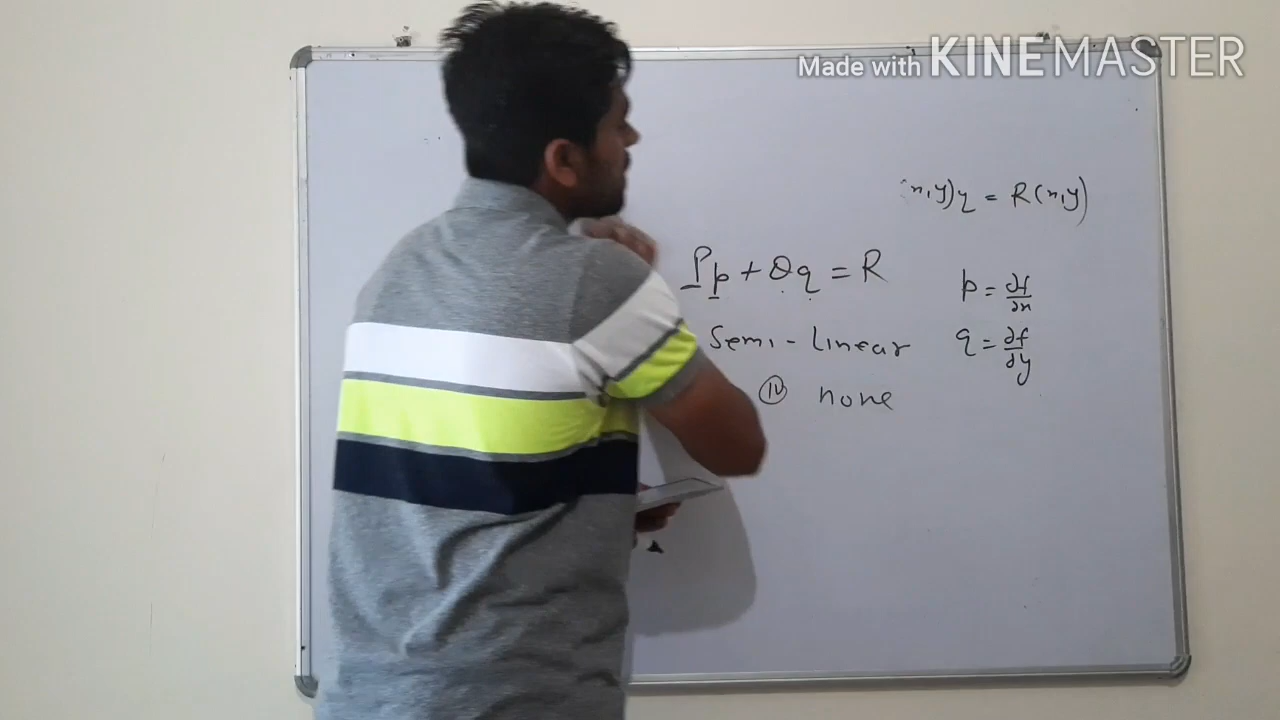 Made with KINEMASTER
x,y)q = R(x,y)
Pp + Qq = R
p = ∂f/∂x
Semi-Linear
q = ∂f/∂y
(iv) none